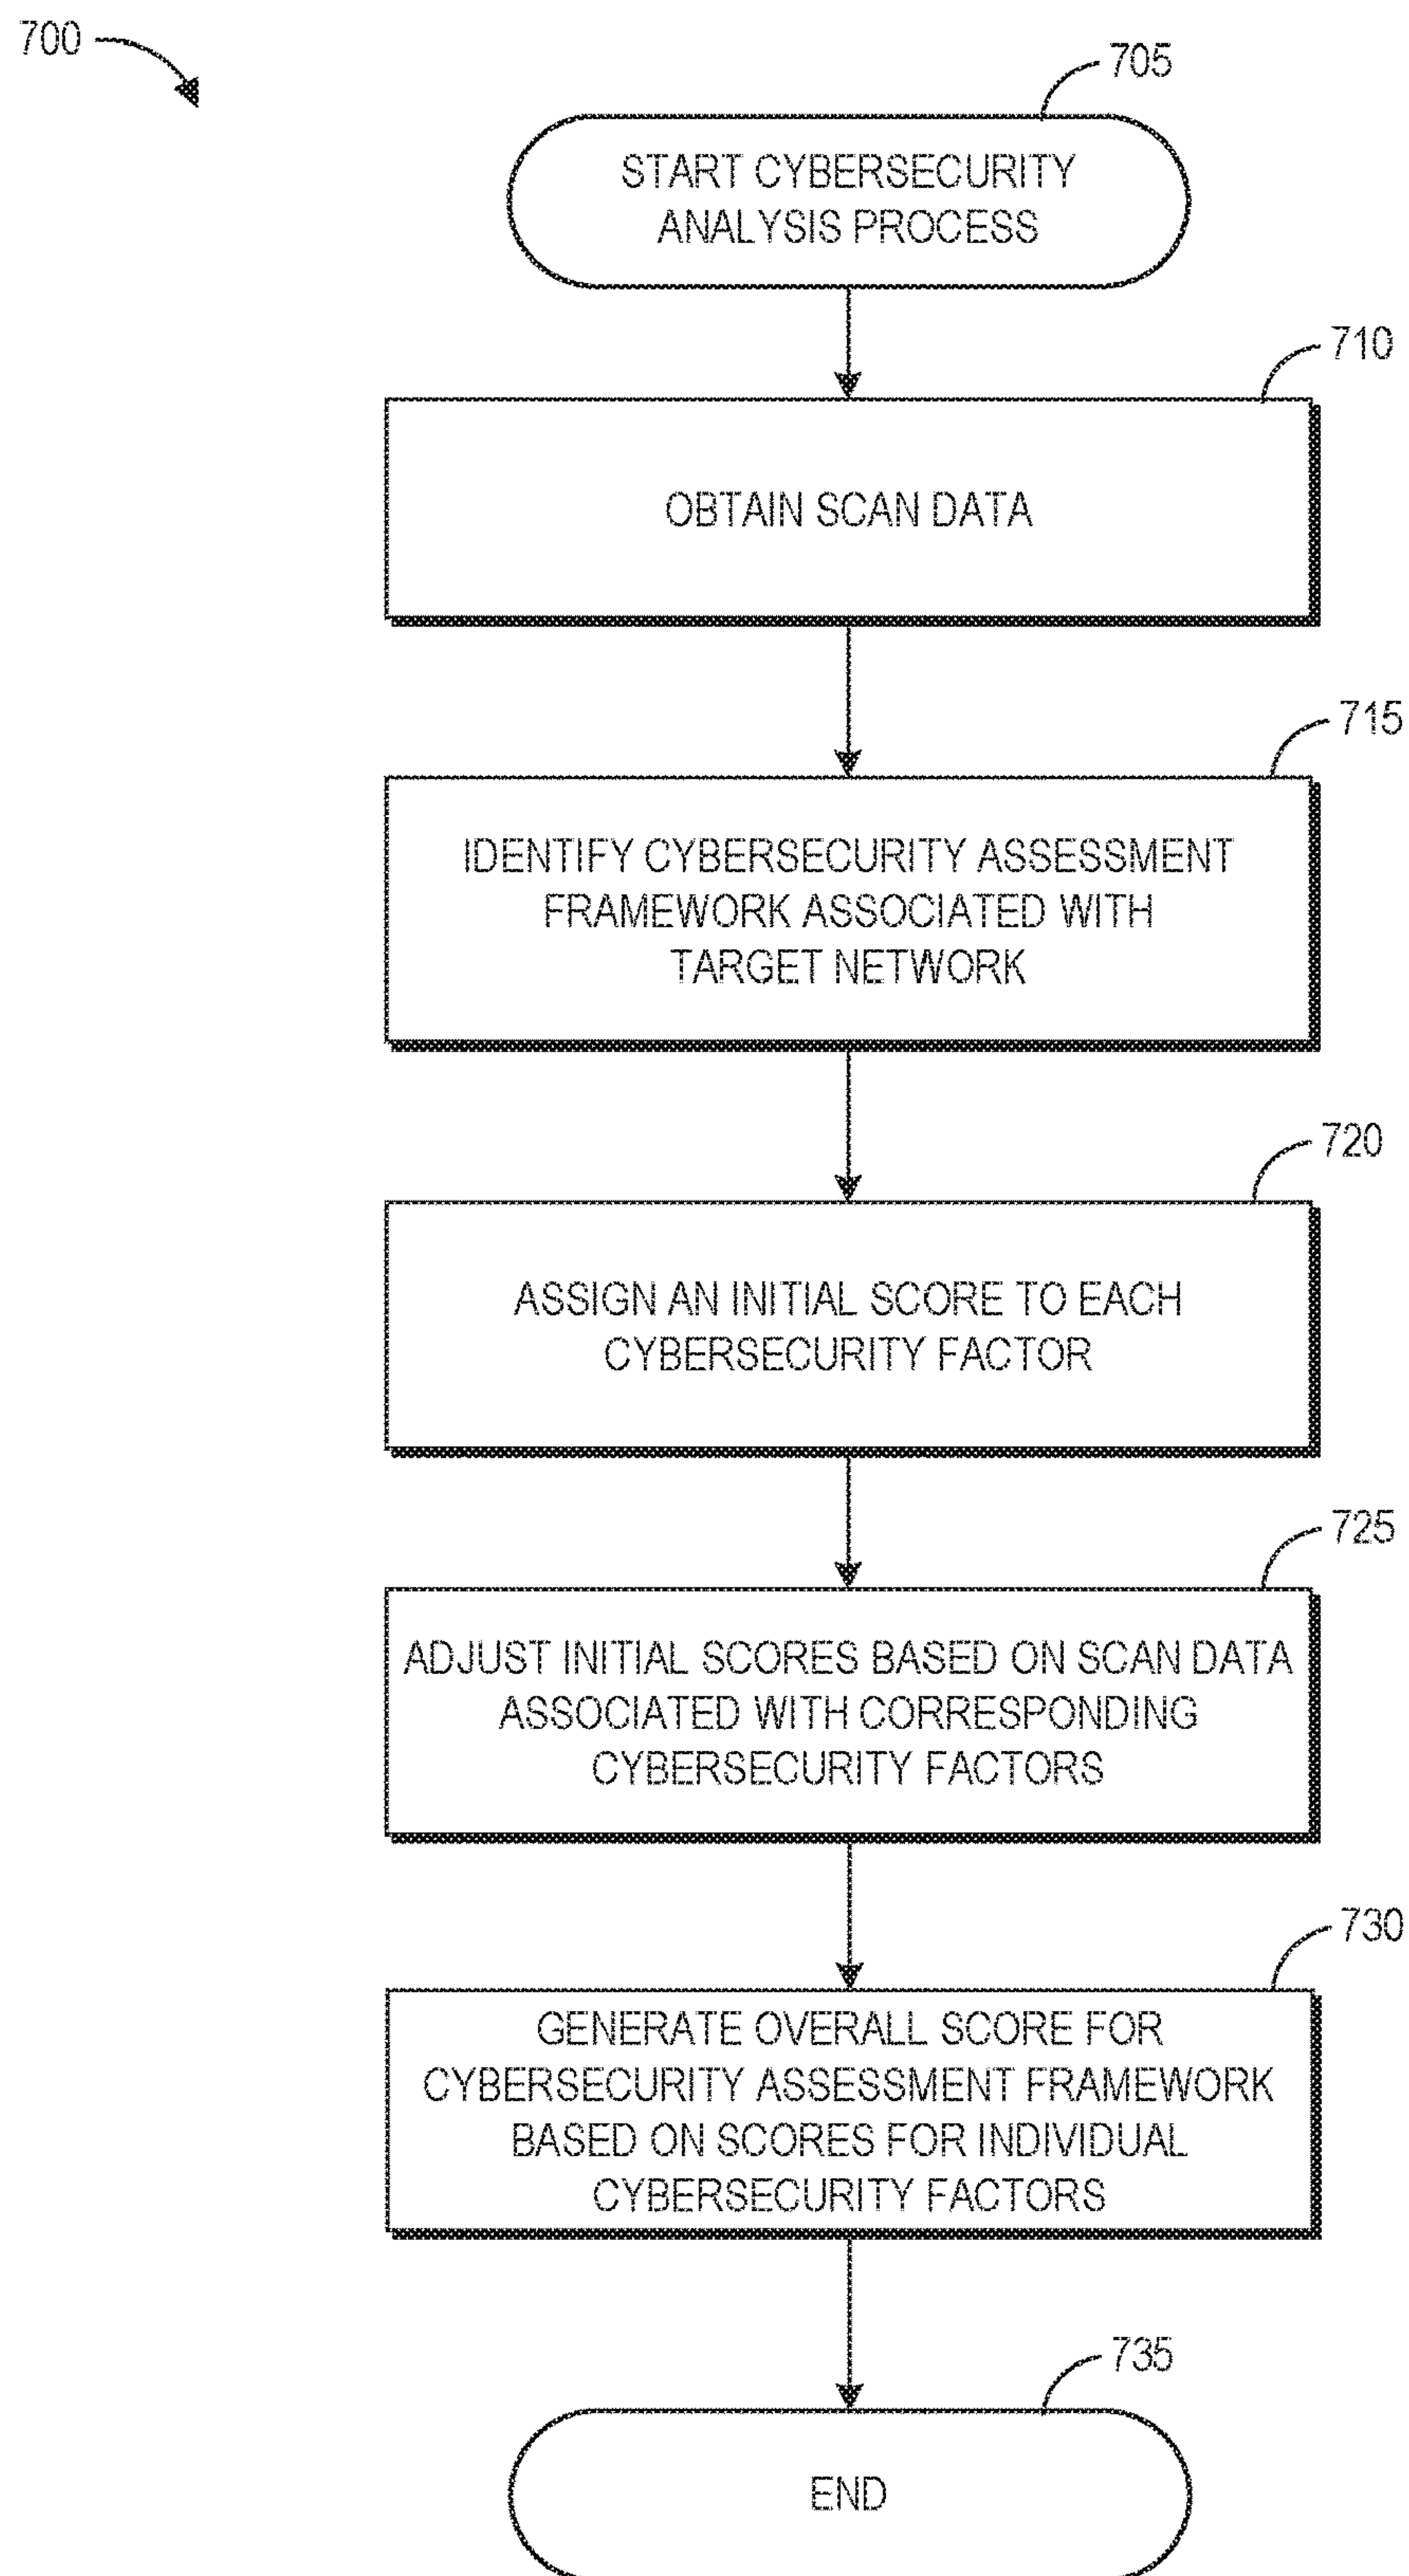 700
705
START CYBERSECURITY
ANALYSIS PROCESS
710
OBTAIN SCAN DATA
715
IDENTIFY CYBERSECURITY ASSESSMENT
FRAMEWORK ASSOCIATED WITH
TARGET NETWORK
720
ASSIGN AN INITIAL SCORE TO EACH
CYBERSECURITY FACTOR
725
ADJUST INITIAL SCORES BASED ON SCAN DATA
ASSOCIATED WITH CORRESPONDING
CYBERSECURITY FACTORS
730
GENERATE OVERALL SCORE FOR
CYBERSECURITY ASSESSMENT FRAMEWORK
BASED ON SCORES FOR INDIVIDUAL
CYBERSECURITY FACTORS
735
END